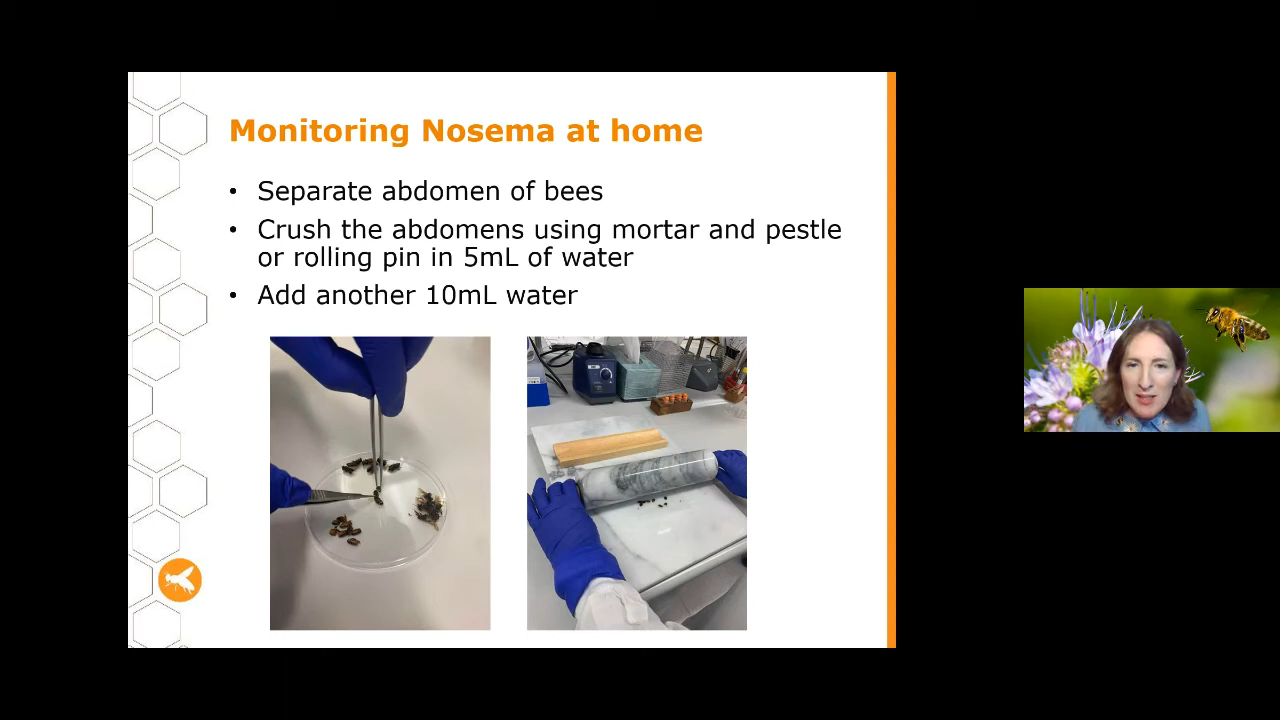 Monitoring Nosema at home
• Separate abdomen of bees
• Crush the abdomens using mortar and pestle
or rolling pin in 5mL of water
• Add another 10mL water